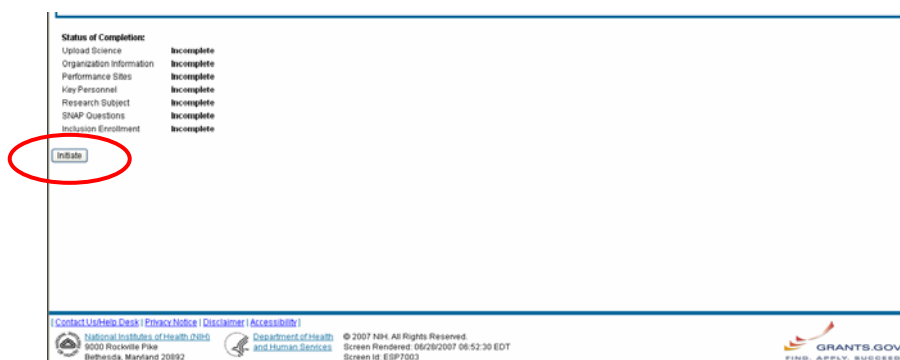 Status of Completion:
Upload Science Incomplete
Organization Information Incomplete
Performance Sites Incomplete
Key Personnel Incomplete
Research Subject Incomplete
SNAP Questions Incomplete
Inclusion Enrollment Incomplete
Initiate
[ Contact Us/Help Desk | Privacy Notice | Disclaimer | Accessibility ]
National Institutes of Health (NIH)
9000 Rockville Pike
Bethesda, Maryland 20892
Department of Health
and Human Services
© 2007 NIH. All Rights Reserved.
Screen Rendered: 06/28/2007 06:52:30 EDT
Screen Id: ESP7003
GRANTS.GOV
FIND. APPLY. SUCCEED